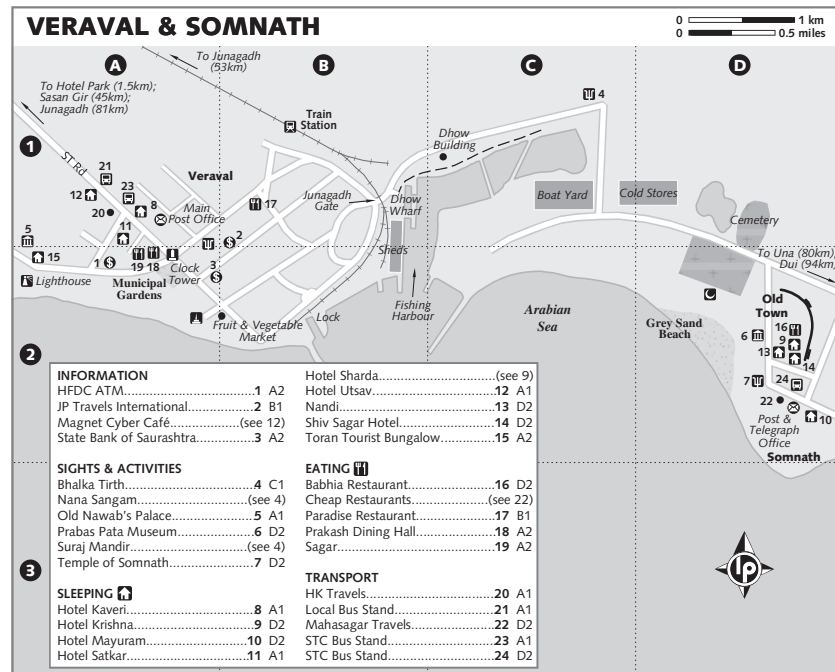 VERAVAL & SOMNATH
0 1 km
0 0.5 miles
A
B
C
D
1
2
3
To Junagadh
(53km)
To Hotel Park (1.5km);
Sasan Gir (45km);
Junagadh (81km)
ST Rd
Train
Station
Veraval
Main
Post Office
Junagadh
Gate
Dhow
Building
Dhow
Wharf
Sheds
Boat Yard
Cold Stores
Cemetery
To Una (80km);
Dui (94km)
Lighthouse
Municipal
Gardens
Clock
Tower
Fruit & Vegetable
Market
Lock
Fishing
Harbour
Arabian
Sea
Grey Sand
Beach
Old
Town
Post &
Telegraph
Office
Somnath
21
12
23
8
20
11
5
15
1
19
18
17
2
3
4
16
9
6
13
14
7
24
22
10
INFORMATION
HFDC ATM...1 A2
JP Travels International...2 B1
Magnet Cyber Café...(see 12)
State Bank of Saurashtra...3 A2
SIGHTS & ACTIVITIES
Bhalka Tirth...4 C1
Nana Sangam...(see 4)
Old Nawab's Palace...5 A1
Prabas Pata Museum...6 D2
Suraj Mandir...(see 4)
Temple of Somnath...7 D2
SLEEPING
Hotel Kaveri...8 A1
Hotel Krishna...9 D2
Hotel Mayuram...10 D2
Hotel Satkar...11 A1
Hotel Sharda...(see 9)
Hotel Utsav...12 A1
Nandi...13 D2
Shiv Sagar Hotel...14 D2
Toran Tourist Bungalow...15 A2
EATING
Babhia Restaurant...16 D2
Cheap Restaurants...(see 22)
Paradise Restaurant...17 B1
Prakash Dining Hall...18 A2
Sagar...19 A2
TRANSPORT
HK Travels...20 A1
Local Bus Stand...21 A1
Mahasagar Travels...22 D2
STC Bus Stand...23 A1
STC Bus Stand...24 D2
lp